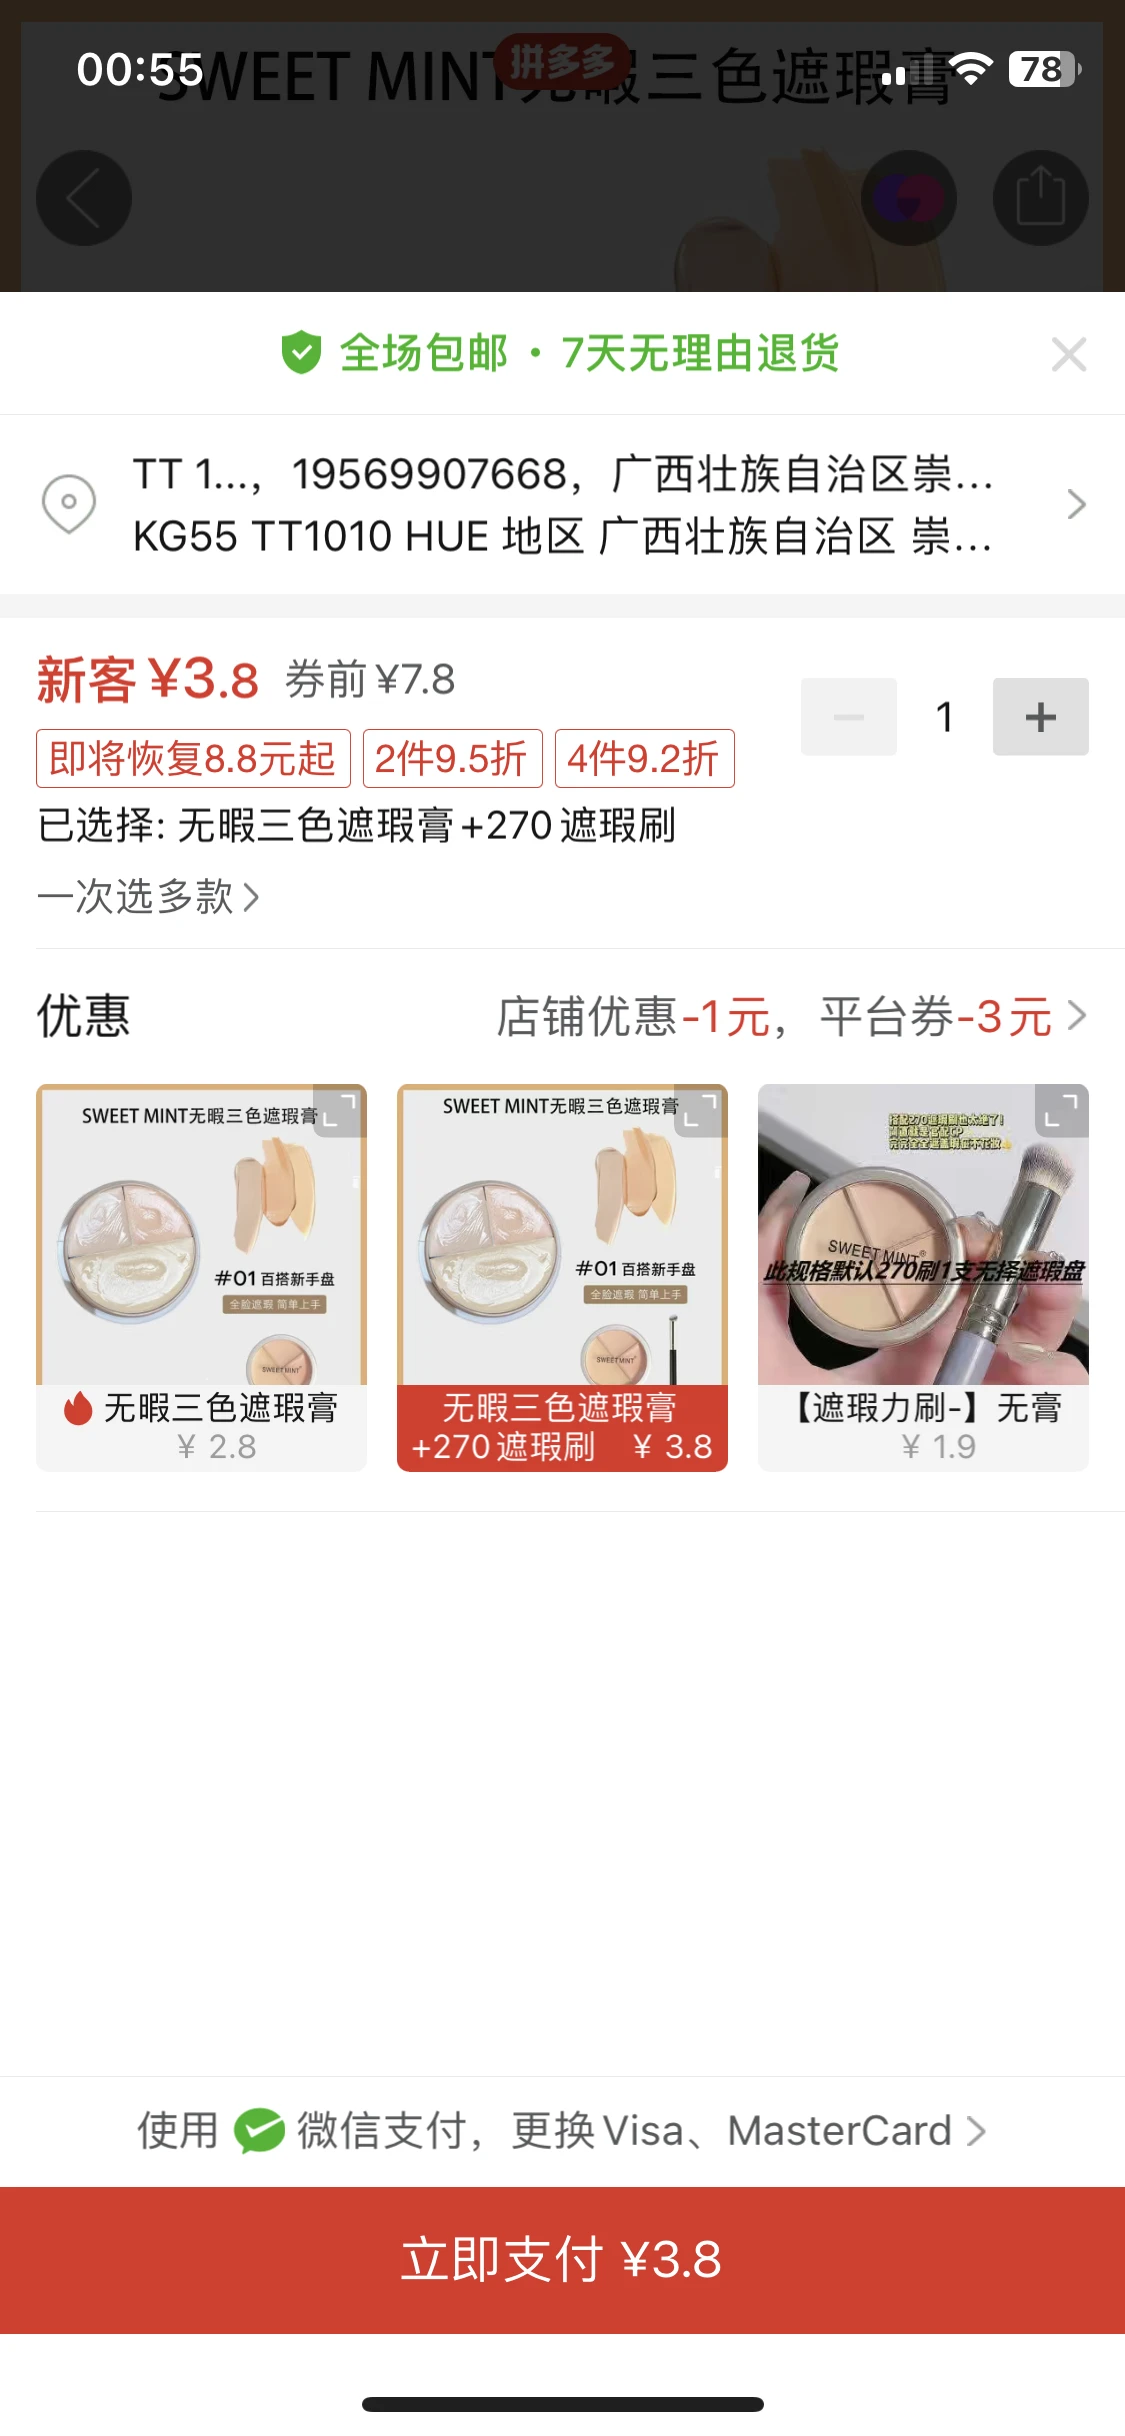 00:55
78
SWEET MINT无暇三色遮瑕膏
拼多多
全场包邮 · 7天无理由退货
TT 1...，19569907668，广西壮族自治区崇...
KG55 TT1010 HUE 地区 广西壮族自治区 崇...
新客¥3.8 券前¥7.8
1
即将恢复8.8元起 2件9.5折 4件9.2折
已选择: 无暇三色遮瑕膏+270遮瑕刷
一次选多款
优惠 店铺优惠-1元，平台券-3元
SWEET MINT无暇三色遮瑕膏
#01 百搭新手盘
全脸遮瑕 简单上手
SWEET MINT
无暇三色遮瑕膏
¥ 2.8
SWEET MINT无暇三色遮瑕膏
#01 百搭新手盘
全脸遮瑕 简单上手
SWEET MINT
无暇三色遮瑕膏
+270遮瑕刷 ¥ 3.8
SWEET MINT®
此规格默认270刷1支无择遮瑕盘
【遮瑕力刷-】无膏
¥ 1.9
使用 微信支付，更换Visa、MasterCard
立即支付 ¥3.8